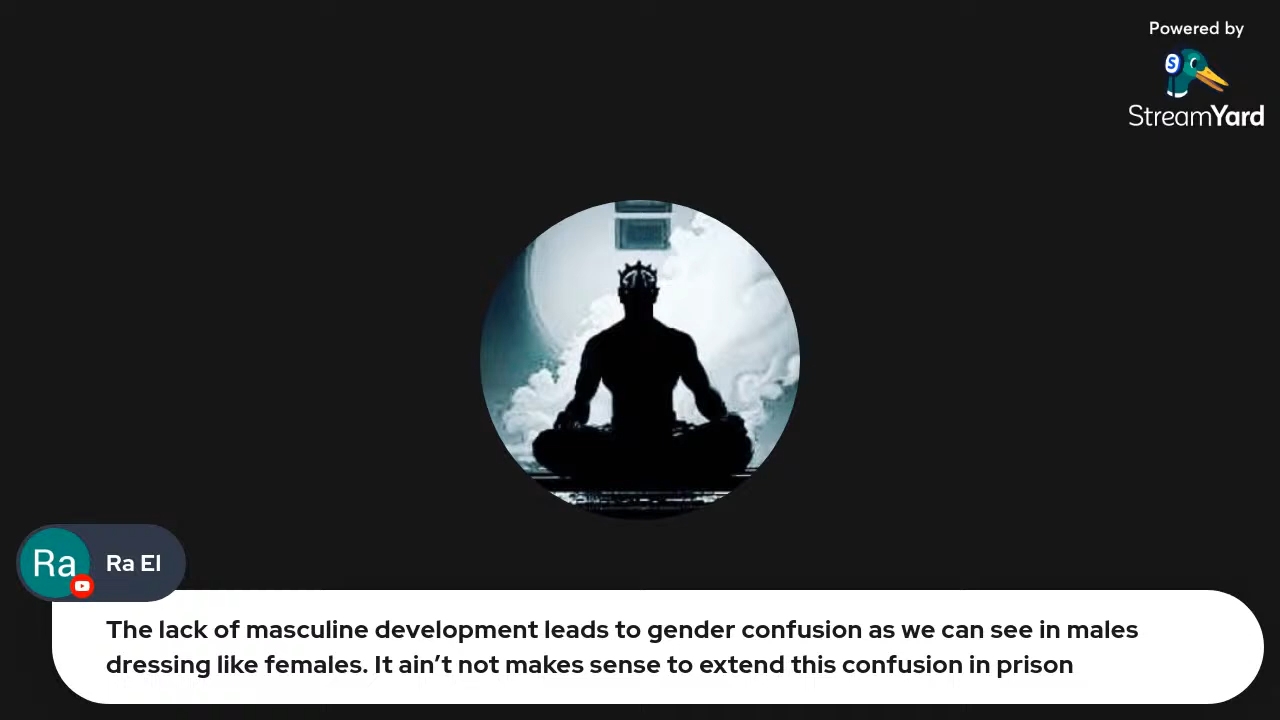 Powered by
S
StreamYard
Ra
Ra El
The lack of masculine development leads to gender confusion as we can see in males
dressing like females. It ain’t not makes sense to extend this confusion in prison